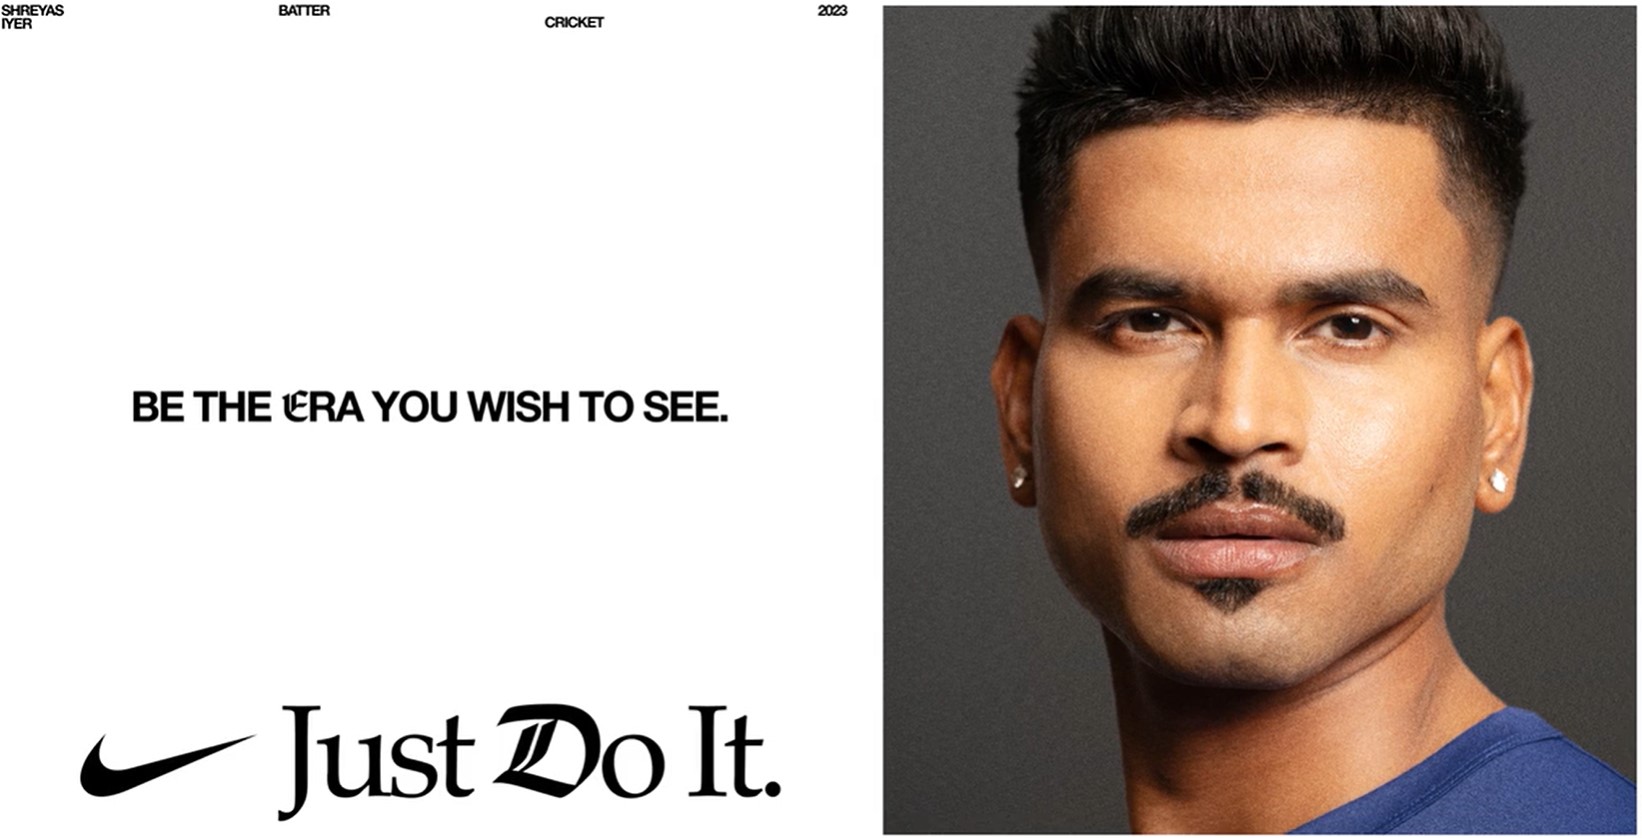 SHREYAS
IYER
BATTER
CRICKET
2023
BE THE ERA YOU WISH TO SEE.
Just Do It.